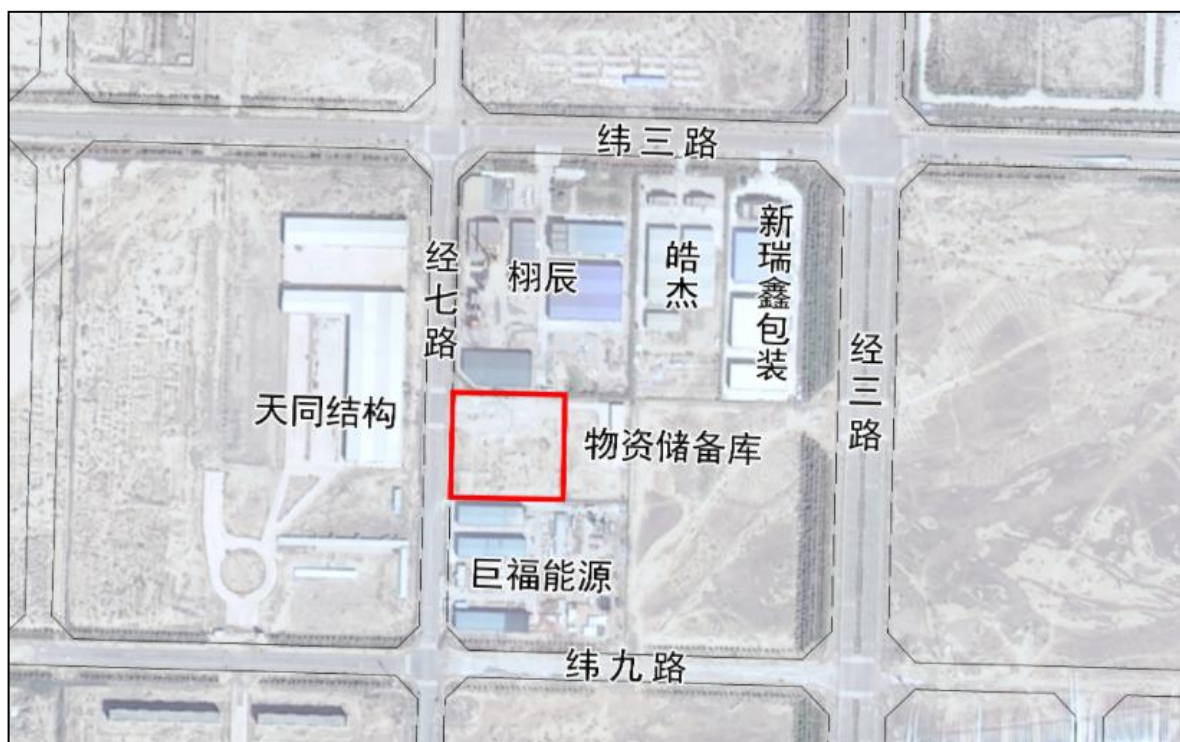 纬三路
经七路
栩辰
皓杰
新瑞鑫包装
经三路
天同结构
物资储备库
巨福能源
纬九路